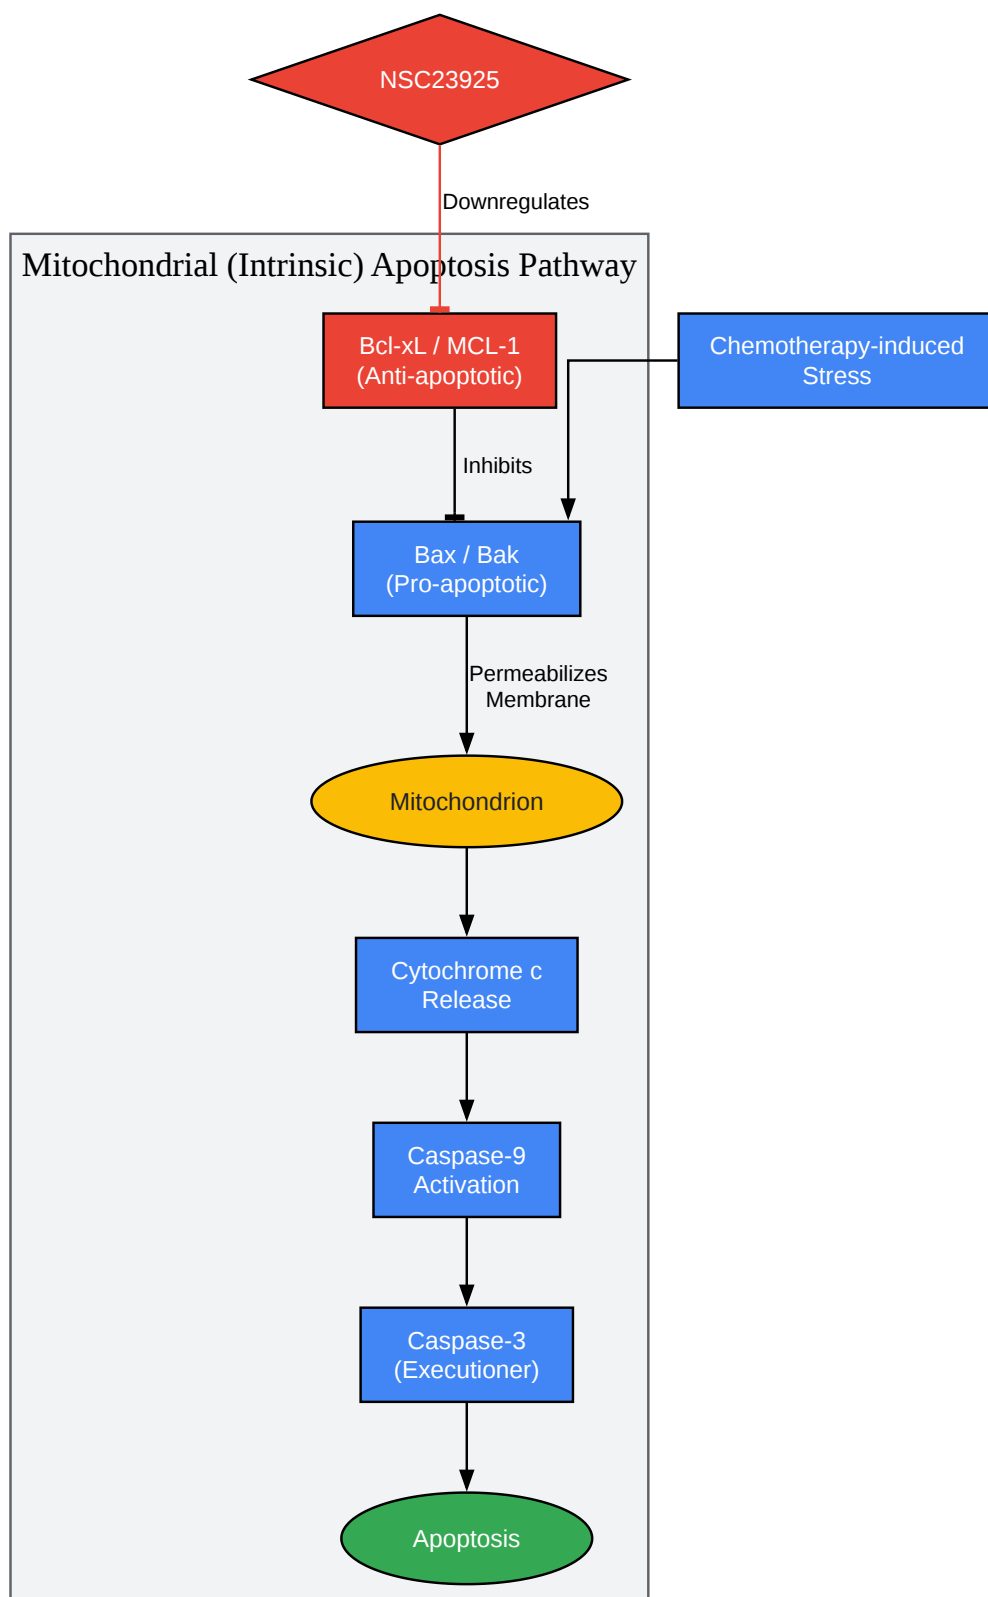 NSC23925
Downregulates
Mitochondrial (Intrinsic) Apoptosis Pathway
Bcl-xL / MCL-1
(Anti-apoptotic)
Chemotherapy-induced
Stress
Inhibits
Bax / Bak
(Pro-apoptotic)
Permeabilizes
Membrane
Mitochondrion
Cytochrome c
Release
Caspase-9
Activation
Caspase-3
(Executioner)
Apoptosis